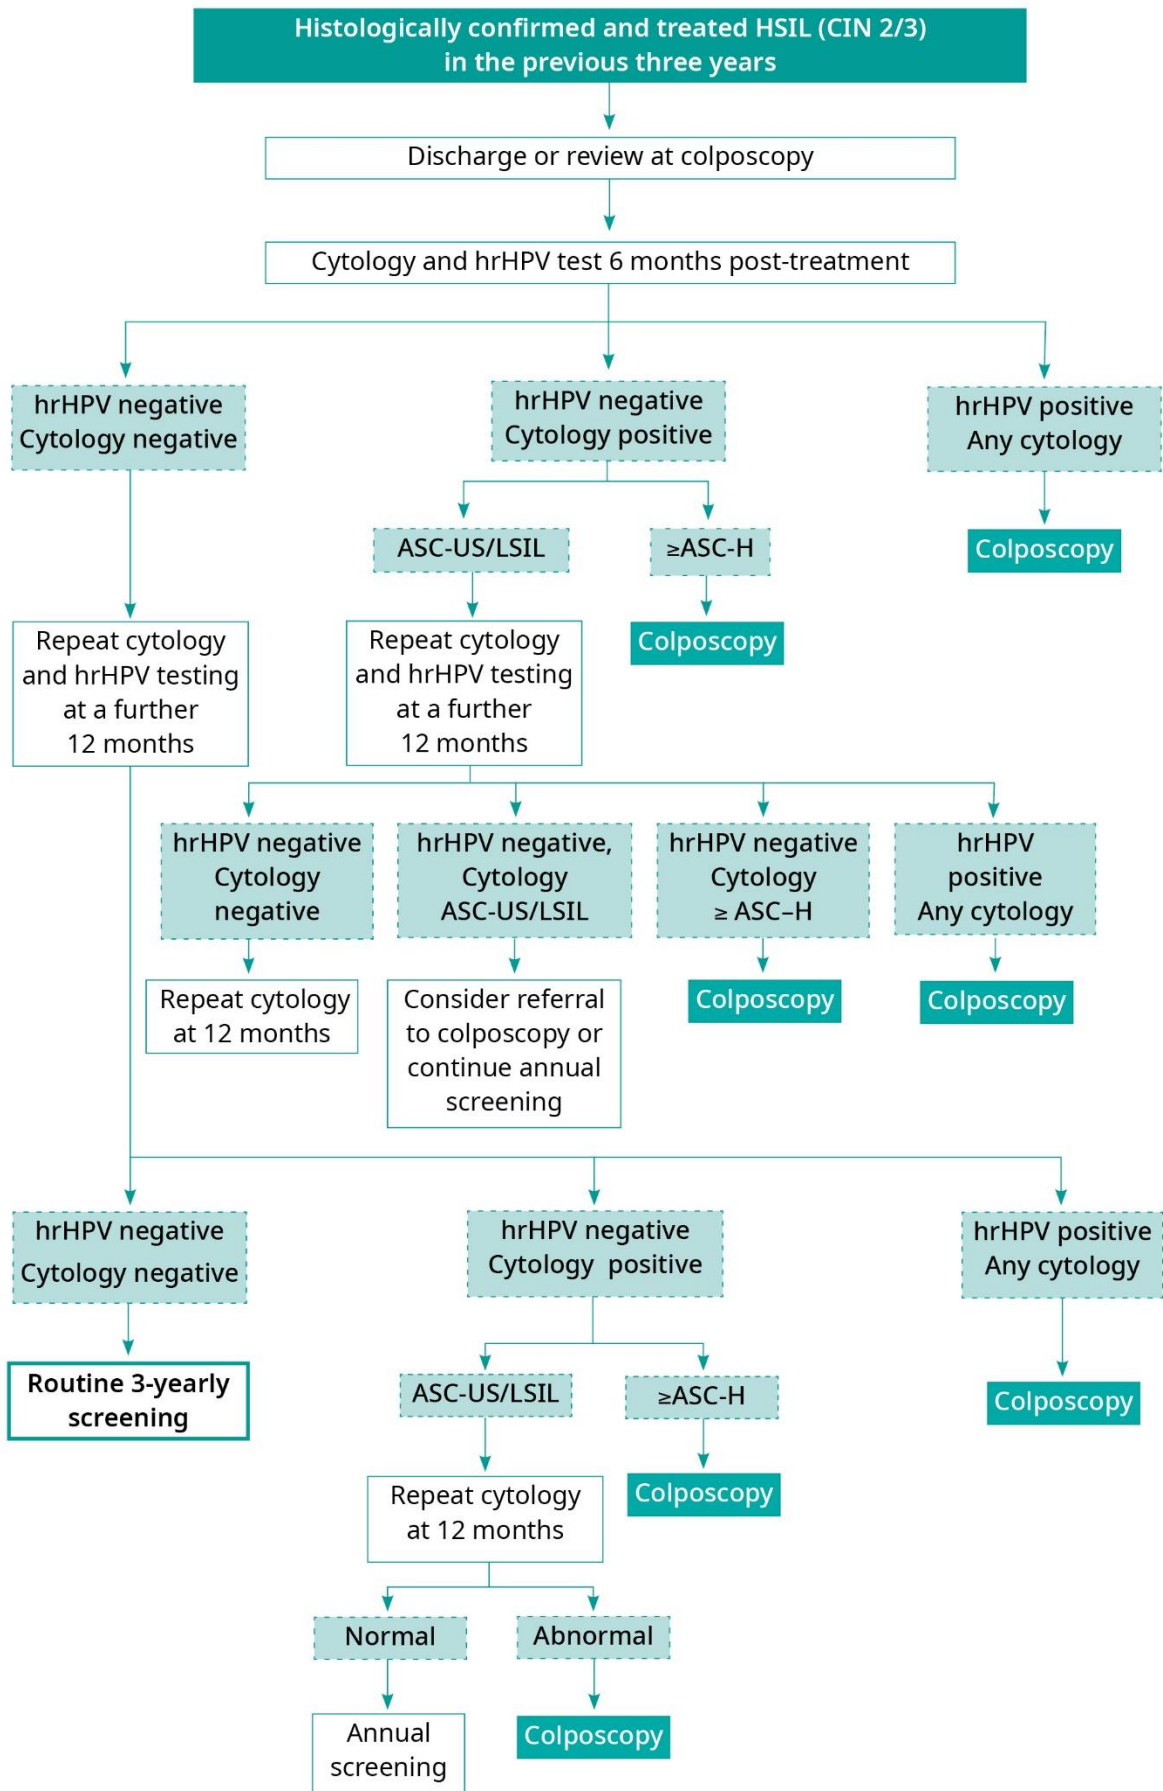 Histologically confirmed and treated HSIL (CIN 2/3)
in the previous three years
Discharge or review at colposcopy
Cytology and hrHPV test 6 months post-treatment
hrHPV negative
Cytology negative
hrHPV negative
Cytology positive
hrHPV positive
Any cytology
ASC-US/LSIL
≥ASC-H
Colposcopy
Repeat cytology
and hrHPV testing
at a further
12 months
Repeat cytology
and hrHPV testing
at a further
12 months
Colposcopy
hrHPV negative
Cytology
negative
hrHPV negative,
Cytology
ASC-US/LSIL
hrHPV negative
Cytology
≥ ASC–H
hrHPV
positive
Any cytology
Repeat cytology
at 12 months
Consider referral
to colposcopy or
continue annual
screening
Colposcopy
Colposcopy
hrHPV negative
Cytology negative
hrHPV negative
Cytology positive
hrHPV positive
Any cytology
Routine 3-yearly
screening
ASC-US/LSIL
≥ASC-H
Colposcopy
Repeat cytology
at 12 months
Colposcopy
Normal
Abnormal
Annual
screening
Colposcopy